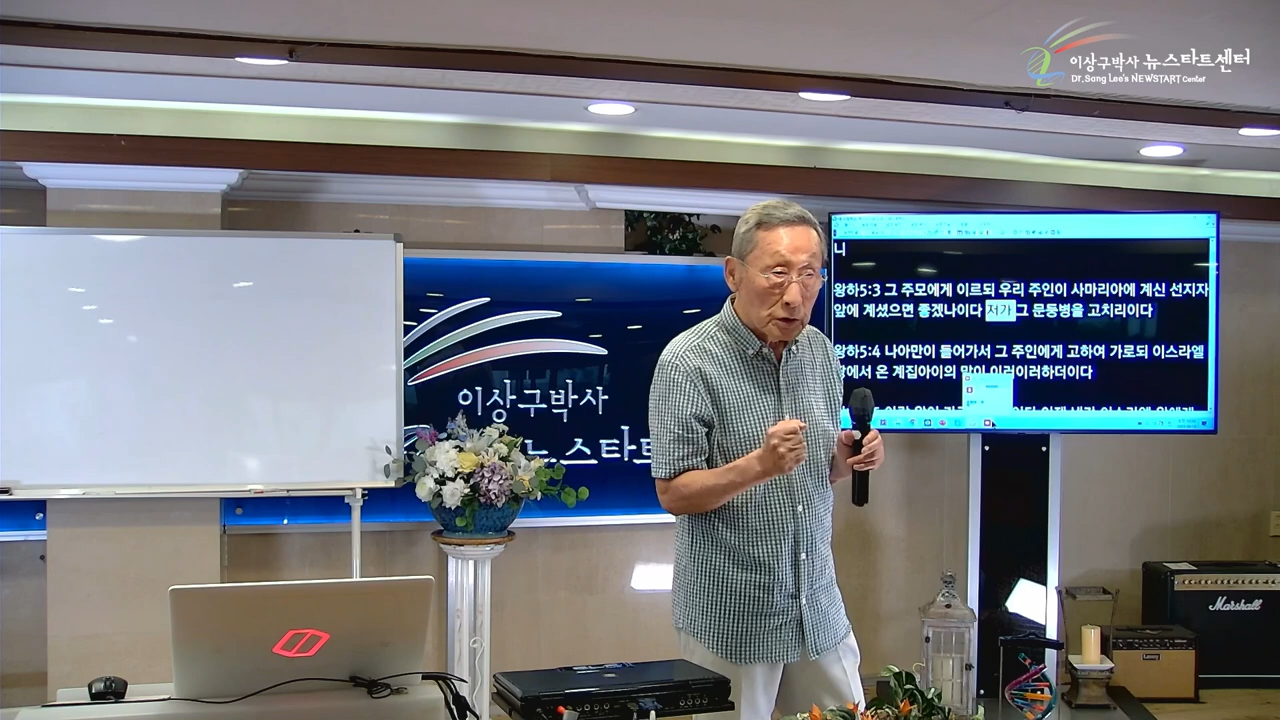 이상구박사 뉴스타트센터
Dr. Sang Lee's NEWSTART Center
니
왕하5:3 그 주모에게 이르되 우리 주인이 사마리아에 계신 선지자
앞에 계셨으면 좋겠나이다 저가 그 문둥병을 고치리이다
왕하5:4 나아만이 들어가서 그 주인에게 고하여 가로되 이스라엘
에서 온 계집아이의 말이 이러이러하더이다
이상구박사
뉴스타트
Marshall
Laney